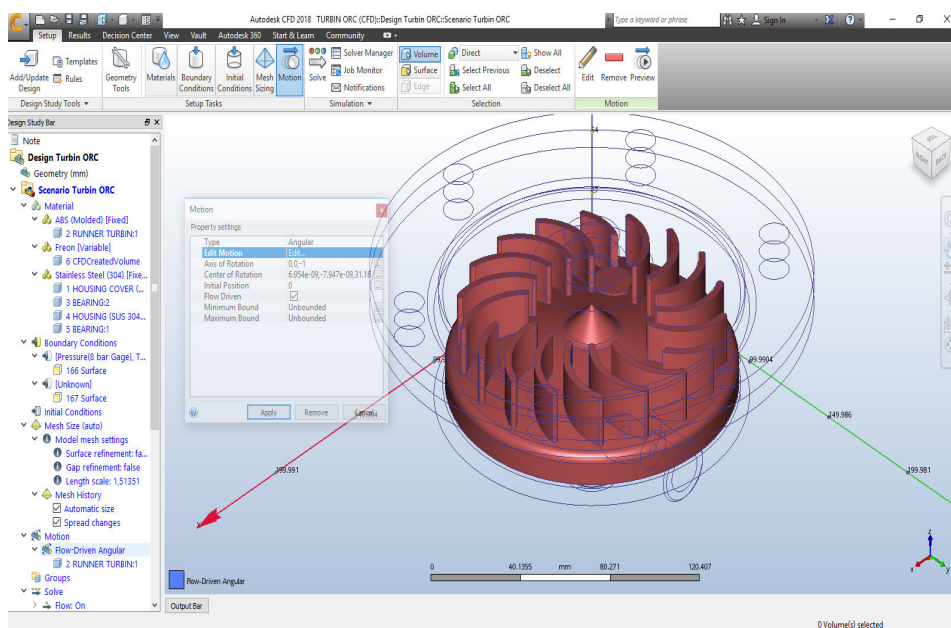 Autodesk CFD 2018 TURBIN ORC (CFD)::Design Turbin ORC::Scenario Turbin ORC
Type a keyword or phrase
Sign In
Setup Results Decision Center View Vault Autodesk 360 Start & Learn Community
Add/Update Design
Templates
Rules
Geometry Tools
Materials
Boundary Conditions
Initial Conditions
Mesh Sizing
Motion
Solve
Solver Manager
Job Monitor
Notifications
Volume
Surface
Edge
Direct
Select Previous
Select All
Show All
Deselect
Deselect All
Edit Remove Preview
Design Study Tools Setup Tasks Simulation Selection Motion
Design Study Bar
Note
Design Turbin ORC
Geometry (mm)
Scenario Turbin ORC
Material
ABS (Molded) [Fixed]
2 RUNNER TURBIN:1
Freon [Variable]
6 CFDCreatedVolume
Stainless Steel (304) [Fixe...
1 HOUSING COVER (...
3 BEARING:2
4 HOUSING (SUS 304...
5 BEARING:1
Boundary Conditions
[Pressure(8 bar Gage), T...
166 Surface
[Unknown]
167 Surface
Initial Conditions
Mesh Size (auto)
Model mesh settings
Surface refinement: fa...
Gap refinement: false
Length scale: 1,51351
Mesh History
Automatic size
Spread changes
Motion
Flow-Driven Angular
2 RUNNER TURBIN:1
Groups
Solve
Flow: On
Motion
Property settings
Type Angular
Edit Motion Edit...
Axis of Rotation 0,0,-1
Center of Rotation 6.954e-09,-7.947e-09,31.16
Initial Position 0
Flow Driven
Minimum Bound Unbounded
Maximum Bound Unbounded
Apply Remove
54
27
99.9904
149.986
199.981
199.991
x
z
x y
0 40.1355 mm 80.271 120.407
Flow-Driven Angular
Output Bar
0 Volume(s) selected